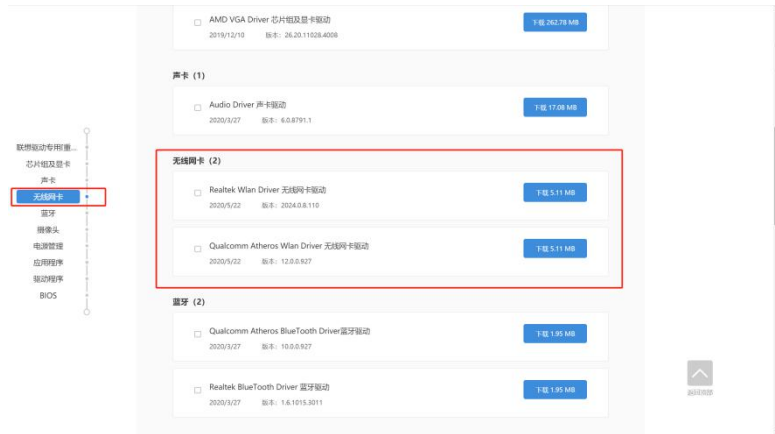 AMD VGA Driver 芯片组及显卡驱动
下载 262.78 MB
2019/12/10 版本: 26.20.11028.4008
声卡 (1)
Audio Driver 声卡驱动
下载 17.08 MB
2020/3/27 版本: 6.0.8791.1
联想驱动专用(重...
芯片组及显卡
声卡
无线网卡
蓝牙
摄像头
电源管理
应用程序
驱动程序
BIOS
无线网卡 (2)
Realtek Wlan Driver 无线网卡驱动
下载 5.11 MB
2020/5/22 版本: 2024.0.8.110
Qualcomm Atheros Wlan Driver 无线网卡驱动
下载 5.11 MB
2020/5/22 版本: 12.0.0.927
蓝牙 (2)
Qualcomm Atheros BlueTooth Driver蓝牙驱动
下载 1.95 MB
2020/3/27 版本: 10.0.0.927
Realtek BlueTooth Driver 蓝牙驱动
下载 1.95 MB
2020/3/27 版本: 1.6.1015.3011
返回顶部